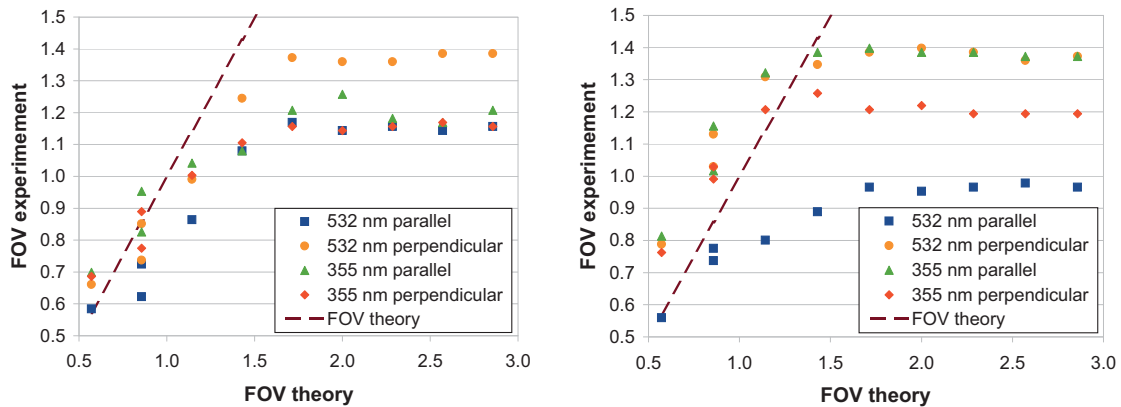 1.5
1.4
1.3
1.2
1.1
1.0
0.9
0.8
0.7
0.6
0.5
FOV experimement
532 nm parallel
532 nm perpendicular
355 nm parallel
355 nm perpendicular
FOV theory
0.5 1.0 1.5 2.0 2.5 3.0
FOV theory
1.5
1.4
1.3
1.2
1.1
1.0
0.9
0.8
0.7
0.6
0.5
FOV experimement
532 nm parallel
532 nm perpendicular
355 nm parallel
355 nm perpendicular
FOV theory
0.5 1.0 1.5 2.0 2.5 3.0
FOV theory